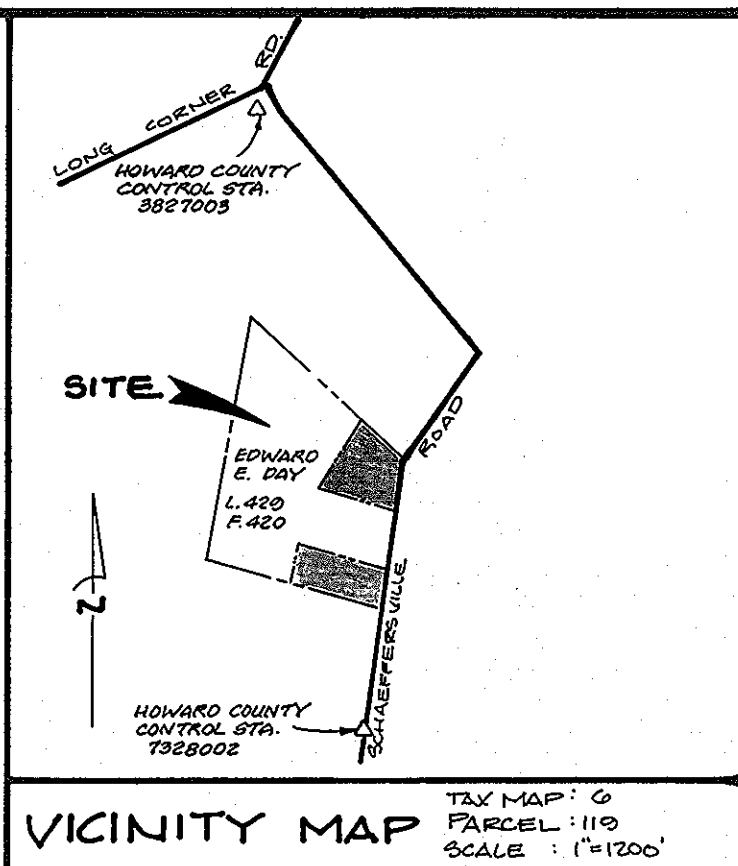 LONG CORNER RD.
HOWARD COUNTY
CONTROL STA.
3827003
SITE
EDWARD
E. DAY
L.429
F.420
SCHAEFFERSVILLE ROAD
N
HOWARD COUNTY
CONTROL STA.
7328002
VICINITY MAP
TAX MAP: 6
PARCEL: 119
SCALE : 1"=1200'